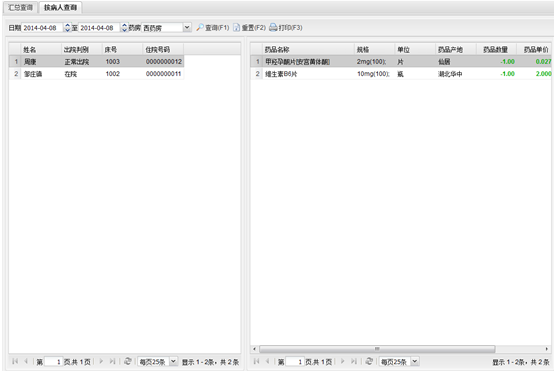 汇总查询 按病人查询
日期 2014-04-08 至 2014-04-08 药房 西药房 查询(F1) 重置(F2) 打印(F3)
姓名 出院判别 床号 住院号码
1 周康 正常出院 1003 0000000012
2 邹庄镇 在院 1002 0000000011
药品名称 规格 单位 药品产地 药品数量 药品单价
1 甲羟孕酮片[安宫黄体酮] 2mg(100); 片 仙居 -1.00 0.027
2 维生素B6片 10mg(100); 瓶 湖北华中 -1.00 2.000
第 1 页,共 1页 每页25条 显示 1 - 2条，共 2 条
第 1 页,共 1页 每页25条 显示 1 - 2条，共 2 条